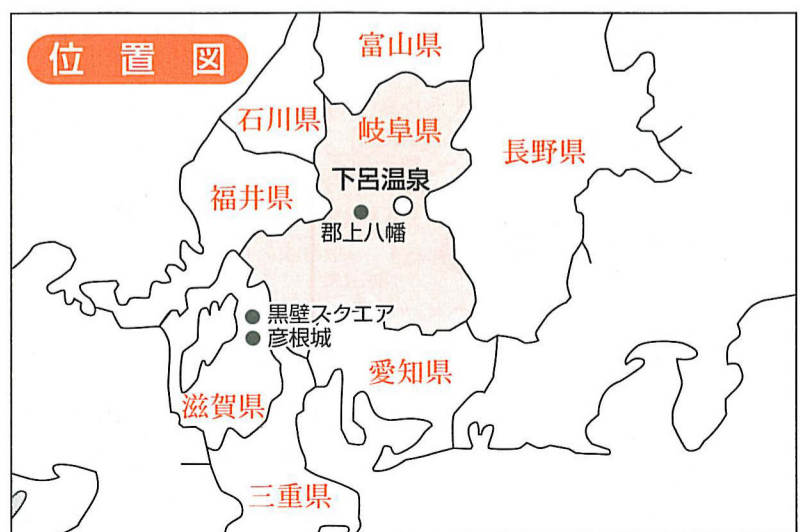 位置図
富山県
石川県
岐阜県
長野県
下呂温泉
福井県
郡上八幡
黒壁スクエア
彦根城
愛知県
滋賀県
三重県